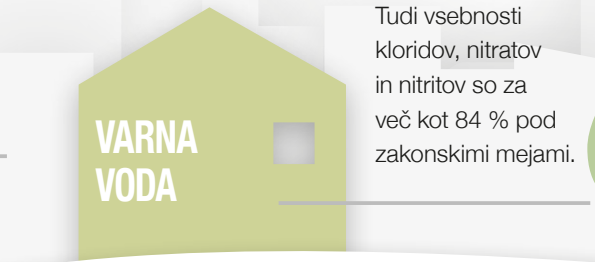 VARNA
VODA
Tudi vsebnosti
kloridov, nitratov
in nitritov so za
več kot 84 % pod
zakonskimi mejami.